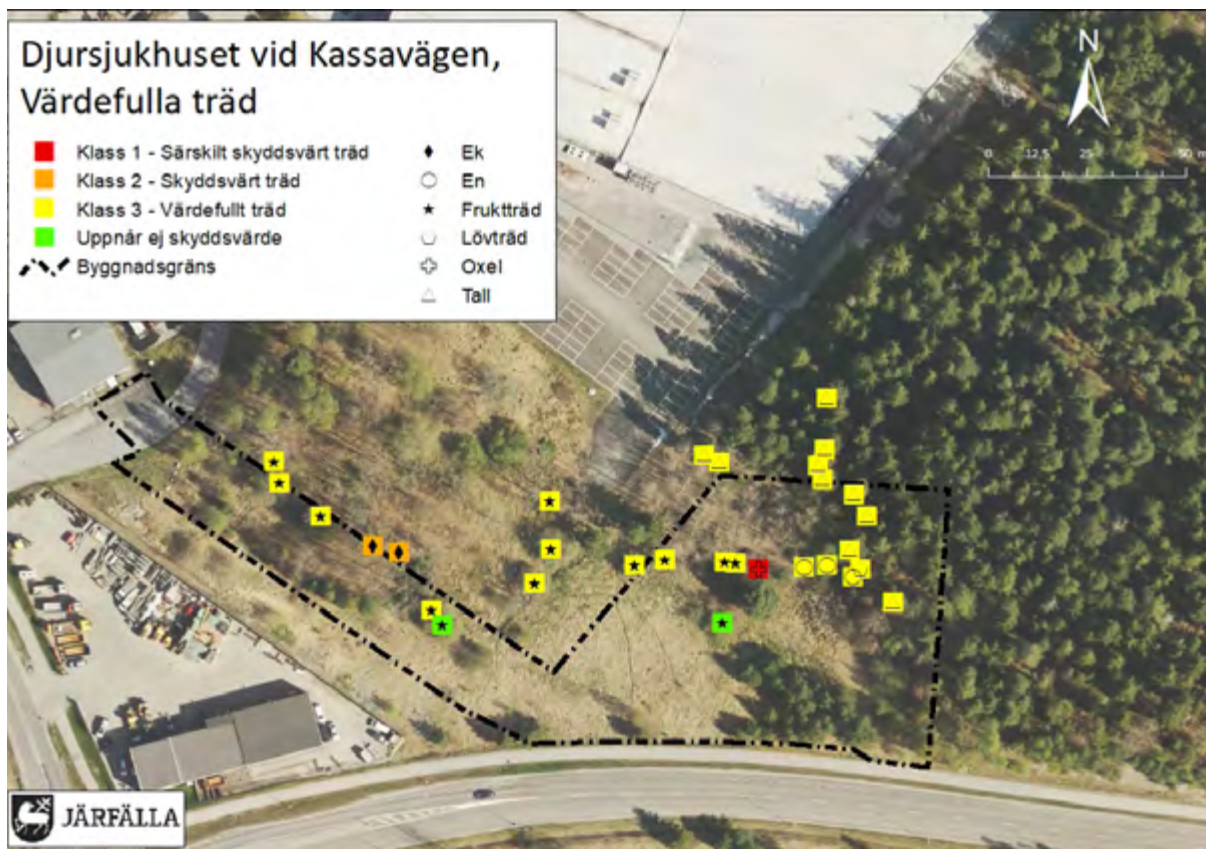 Djursjukhuset vid Kassavägen,
Värdefulla träd
Klass 1 - Särskilt skyddsvärt träd
Klass 2 - Skyddsvärt träd
Klass 3 - Värdefullt träd
Uppnår ej skyddsvärde
Byggnadsgräns
Ek
En
Fruktträd
Lövträd
Oxel
Tall
N
0 12,5 25 50 m
JÄRFÄLLA